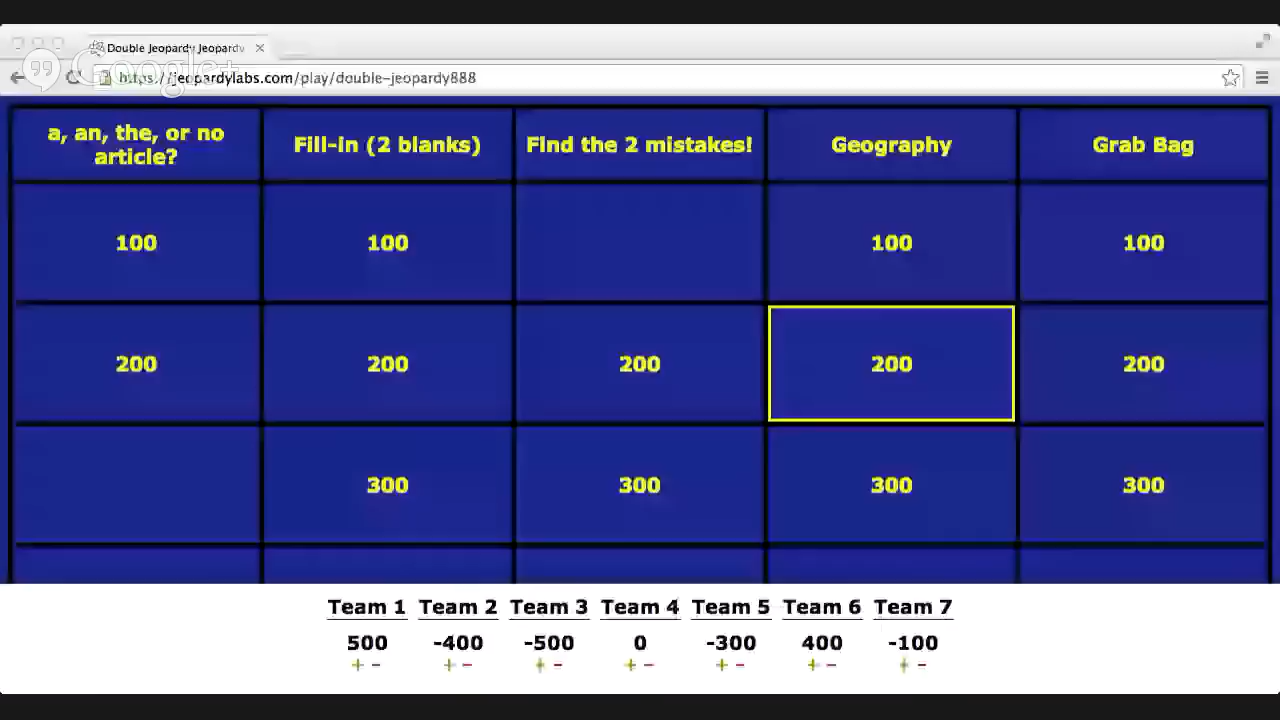 Double Jeopardy Jeopardy
Google+
https://jeopardylabs.com/play/double-jeopardy888
a, an, the, or no
article?
Fill-in (2 blanks)
Find the 2 mistakes!
Geography
Grab Bag
100 100 100 100
200 200 200 200 200
300 300 300 300
Team 1 Team 2 Team 3 Team 4 Team 5 Team 6 Team 7
500 -400 -500 0 -300 400 -100
+ - + - + - + - + - + - + -